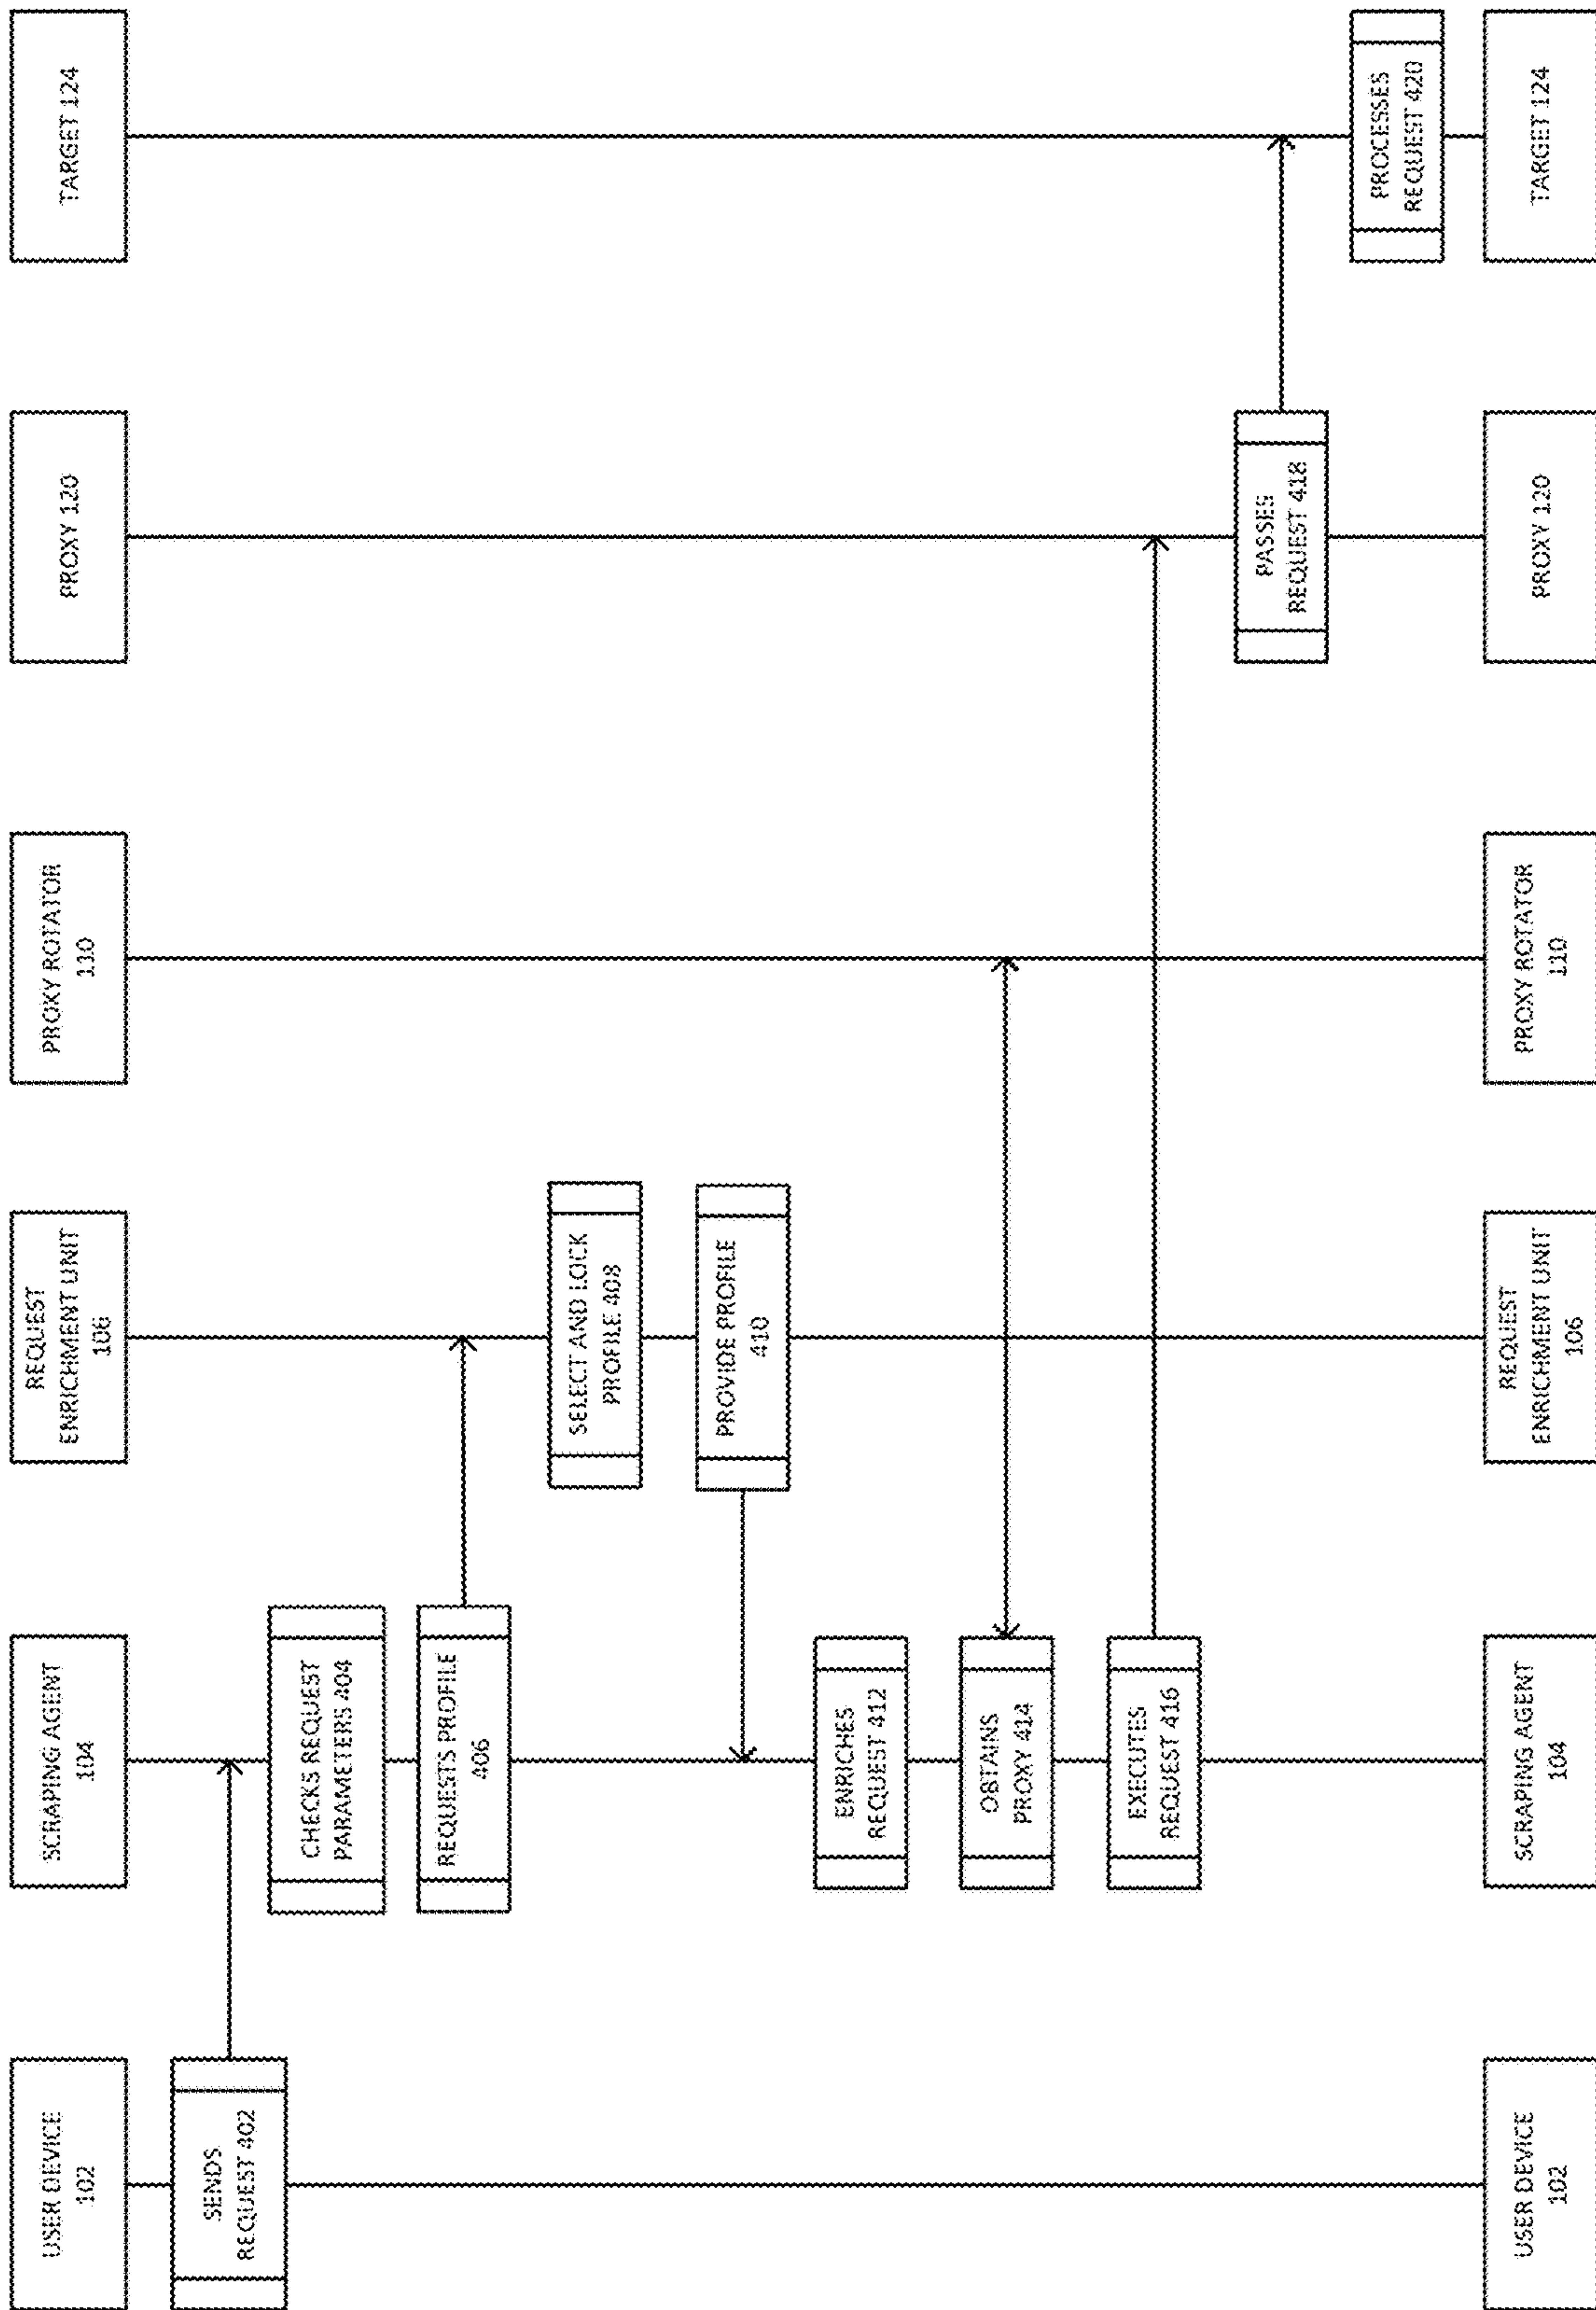 USER DEVICE
102
SCRAPING AGENT
104
REQUEST
ENRICHMENT UNIT
106
PROXY ROTATOR
110
PROXY 120
TARGET 124
SENDS
REQUEST 402
CHECKS REQUEST
PARAMETERS 404
REQUESTS PROFILE
406
SELECT AND LOCK
PROFILE 408
PROVIDE PROFILE
410
ENRICHES
REQUEST 412
OBTAINS
PROXY 414
EXECUTES
REQUEST 416
PASSES
REQUEST 418
PROCESSES
REQUEST 420
USER DEVICE
102
SCRAPING AGENT
104
REQUEST
ENRICHMENT UNIT
106
PROXY ROTATOR
110
PROXY 120
TARGET 124